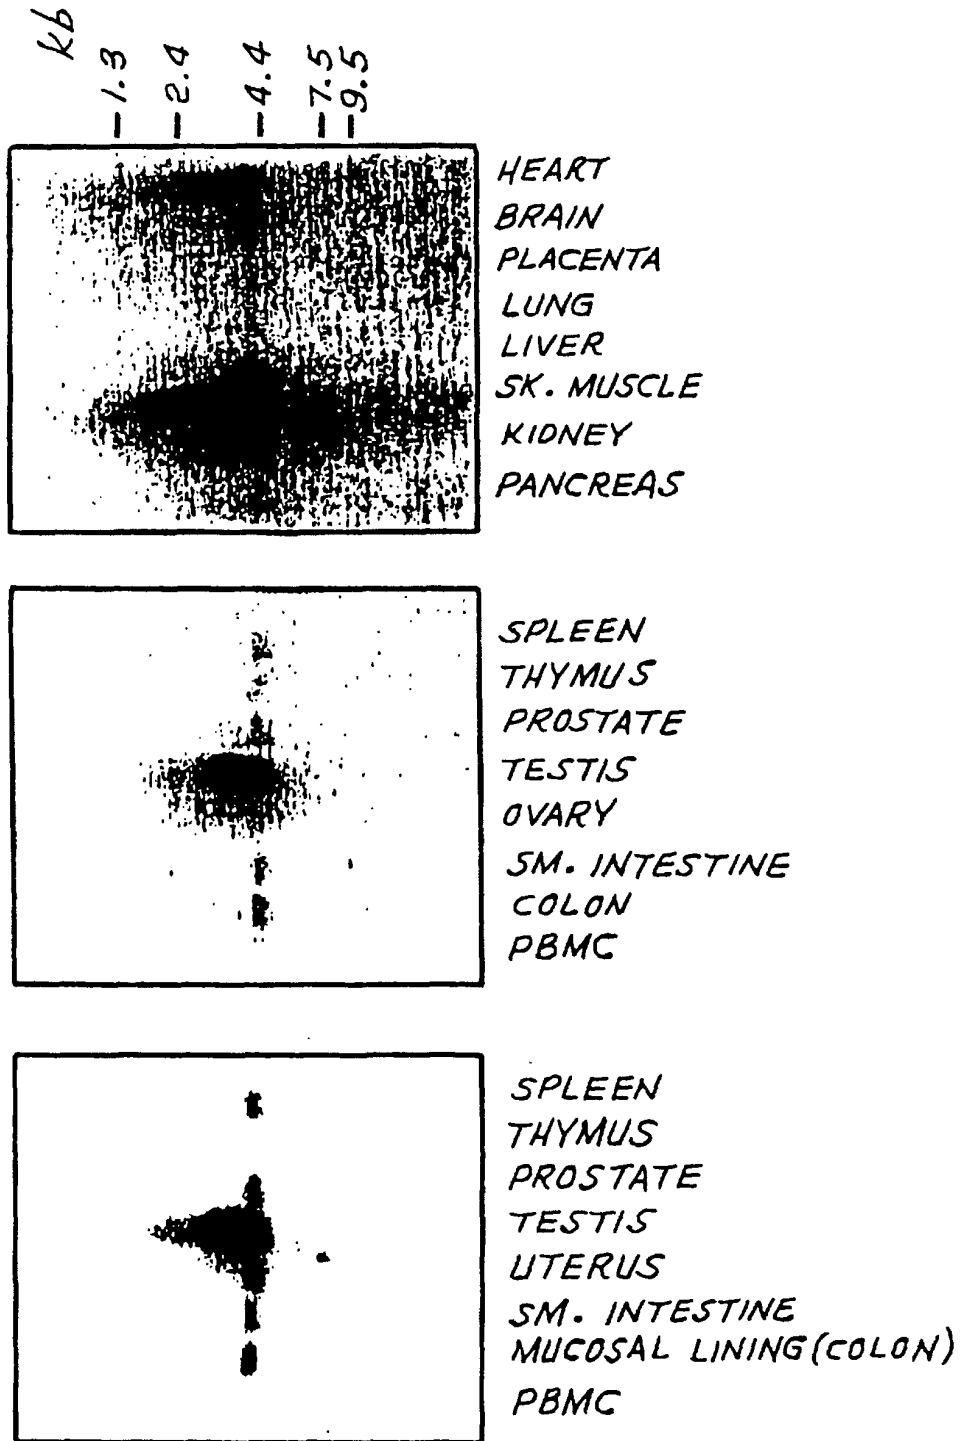 kb
-1.3
-2.4
-4.4
-7.5
-9.5
HEART
BRAIN
PLACENTA
LUNG
LIVER
SK. MUSCLE
KIDNEY
PANCREAS
SPLEEN
THYMUS
PROSTATE
TESTIS
OVARY
SM. INTESTINE
COLON
PBMC
SPLEEN
THYMUS
PROSTATE
TESTIS
UTERUS
SM. INTESTINE
MUCOSAL LINING (COLON)
PBMC